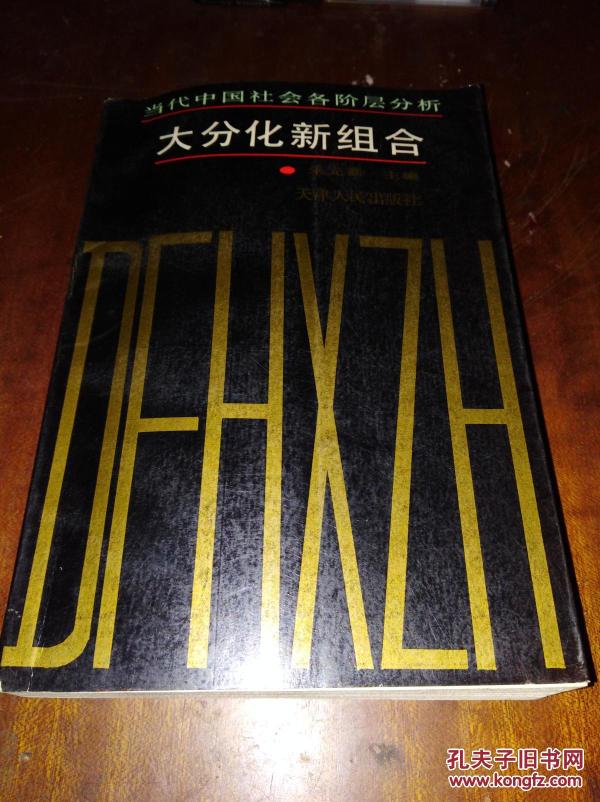 当代中国社会各阶层分析
大分化新组合
主编
天津人民出版社
DFHXZH
孔夫子旧书网
www.kongfz.com